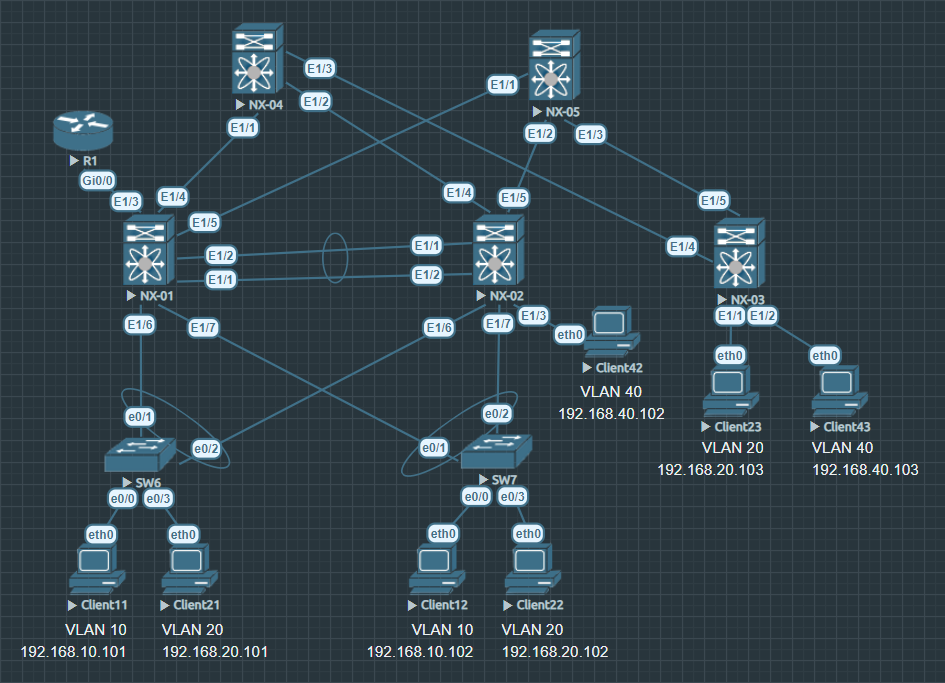 NX-04
NX-05
E1/3
E1/1
E1/2
E1/1
E1/2
E1/3
R1
Gi0/0
E1/3
E1/4
E1/5
E1/4
E1/5
E1/5
E1/2
E1/1
E1/1
E1/2
E1/4
NX-01
NX-02
NX-03
E1/6
E1/7
E1/6
E1/7
E1/3
eth0
E1/1
E1/2
Client42
VLAN 40
192.168.40.102
eth0
eth0
Client23
Client43
VLAN 20
VLAN 40
192.168.20.103
192.168.40.103
e0/1
e0/2
e0/1
e0/2
SW6
SW7
e0/0
e0/3
e0/0
e0/3
eth0
eth0
eth0
eth0
Client11
Client21
Client12
Client22
VLAN 10
VLAN 20
VLAN 10
VLAN 20
192.168.10.101
192.168.20.101
192.168.10.102
192.168.20.102